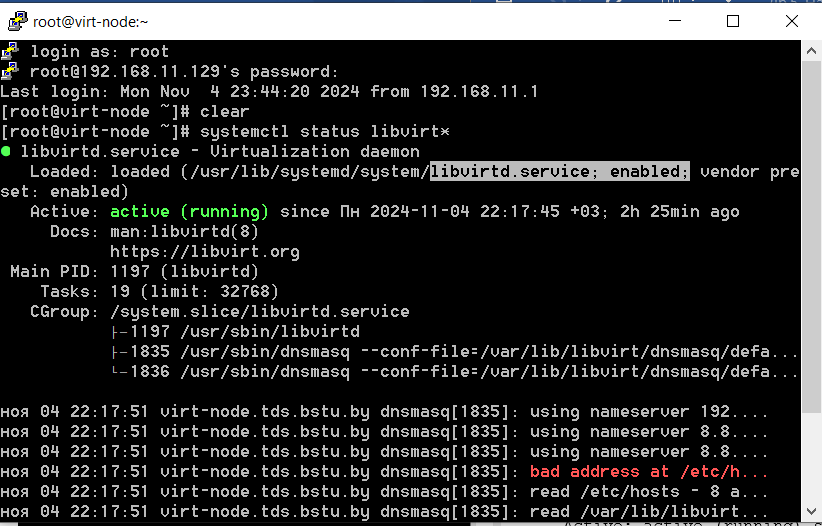 root@virt-node:~
login as: root
root@192.168.11.129's password:
Last login: Mon Nov  4 23:44:20 2024 from 192.168.11.1
[root@virt-node ~]# clear
[root@virt-node ~]# systemctl status libvirt*
● libvirtd.service - Virtualization daemon
   Loaded: loaded (/usr/lib/systemd/system/libvirtd.service; enabled; vendor pre
set: enabled)
   Active: active (running) since Пн 2024-11-04 22:17:45 +03; 2h 25min ago
     Docs: man:libvirtd(8)
           https://libvirt.org
 Main PID: 1197 (libvirtd)
    Tasks: 19 (limit: 32768)
   CGroup: /system.slice/libvirtd.service
           ├─1197 /usr/sbin/libvirtd
           ├─1835 /usr/sbin/dnsmasq --conf-file=/var/lib/libvirt/dnsmasq/defa...
           └─1836 /usr/sbin/dnsmasq --conf-file=/var/lib/libvirt/dnsmasq/defa...
ноя 04 22:17:51 virt-node.tds.bstu.by dnsmasq[1835]: using nameserver 192....
ноя 04 22:17:51 virt-node.tds.bstu.by dnsmasq[1835]: using nameserver 8.8....
ноя 04 22:17:51 virt-node.tds.bstu.by dnsmasq[1835]: using nameserver 8.8....
ноя 04 22:17:51 virt-node.tds.bstu.by dnsmasq[1835]: bad address at /etc/h...
ноя 04 22:17:51 virt-node.tds.bstu.by dnsmasq[1835]: read /etc/hosts - 8 a...
ноя 04 22:17:51 virt-node.tds.bstu.by dnsmasq[1835]: read /var/lib/libvirt...